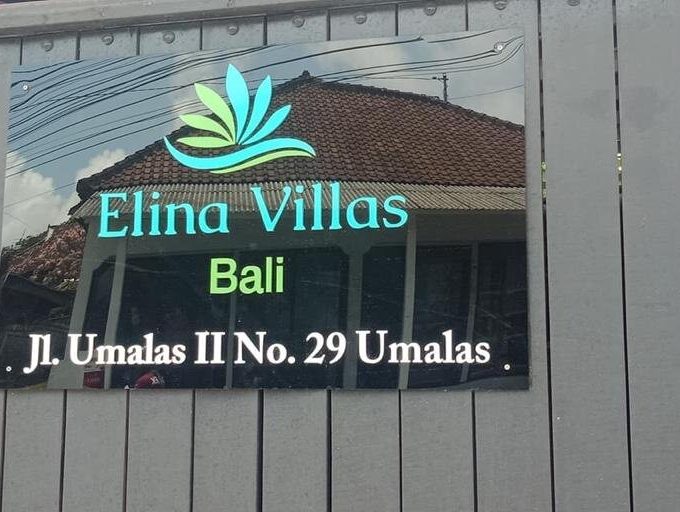 Elina Villas
Bali
Jl. Umalas II No. 29 Umalas